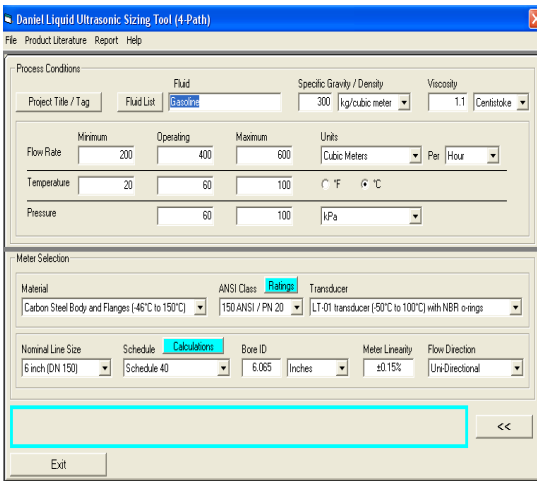 Daniel Liquid Ultrasonic Sizing Tool (4-Path)
File Product Literature Report Help
Process Conditions
Fluid Specific Gravity / Density Viscosity
Project Title / Tag Fluid List Gasoline 300 kg/cubic meter 1.1 Centistoke
Minimum Operating Maximum Units
Flow Rate 200 400 600 Cubic Meters Per Hour
Temperature 20 60 100 °F °C
Pressure 60 100 kPa
Meter Selection
Material ANSI Class Ratings Transducer
Carbon Steel Body and Flanges (-46°C to 150°C) 150 ANSI / PN 20 LT-01 transducer (-50°C to 100°C) with NBR o-rings
Nominal Line Size Schedule Calculations Bore ID Meter Linearity Flow Direction
6 inch (DN 150) Schedule 40 6.065 Inches ±0.15% Uni-Directional
<<
Exit